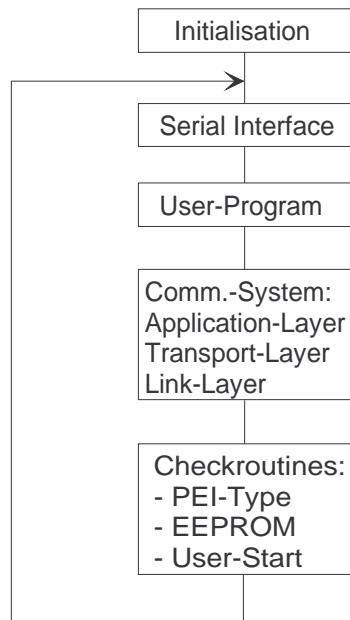 Initialisation
Serial Interface
User-Program
Comm.-System:
Application-Layer
Transport-Layer
Link-Layer
Checkroutines:
- PEI-Type
- EEPROM
- User-Start